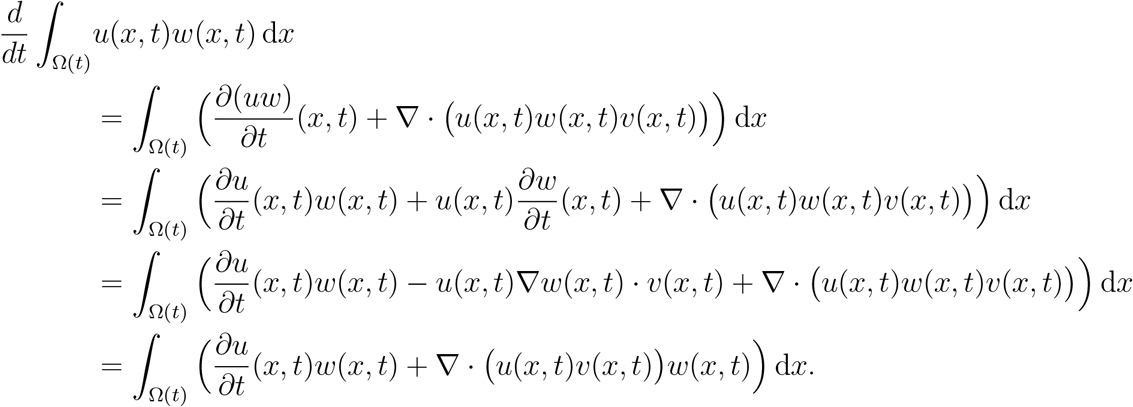 \frac{d}{dt} \int_{\Omega(t)} u(x,t)w(x,t)\,\mathrm{d}x
= \int_{\Omega(t)} \Big( \frac{\partial(uw)}{\partial t}(x,t) + \nabla \cdot \big(u(x,t)w(x,t)v(x,t)\big) \Big)\,\mathrm{d}x
= \int_{\Omega(t)} \Big( \frac{\partial u}{\partial t}(x,t)w(x,t) + u(x,t)\frac{\partial w}{\partial t}(x,t) + \nabla \cdot \big(u(x,t)w(x,t)v(x,t)\big) \Big)\,\mathrm{d}x
= \int_{\Omega(t)} \Big( \frac{\partial u}{\partial t}(x,t)w(x,t) - u(x,t)\nabla w(x,t) \cdot v(x,t) + \nabla \cdot \big(u(x,t)w(x,t)v(x,t)\big) \Big)\,\mathrm{d}x
= \int_{\Omega(t)} \Big( \frac{\partial u}{\partial t}(x,t)w(x,t) + \nabla \cdot \big(u(x,t)v(x,t)\big)w(x,t) \Big)\,\mathrm{d}x.